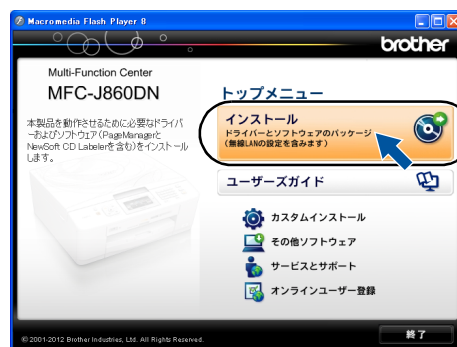 Macromedia Flash Player 8
brother
Multi-Function Center
MFC-J860DN
本製品を動作させるために必要なドライバ
ーおよびソフトウェア(PageManagerと
NewSoft CD Labelerを含む)をインストール
します。
トップメニュー
インストール
ドライバーとソフトウェアのパッケージ
(無線LANの設定を含みます)
ユーザーズガイド
カスタムインストール
その他ソフトウェア
サービスとサポート
オンラインユーザー登録
© 2001-2012 Brother Industries, Ltd. All Rights Reserved.
終了